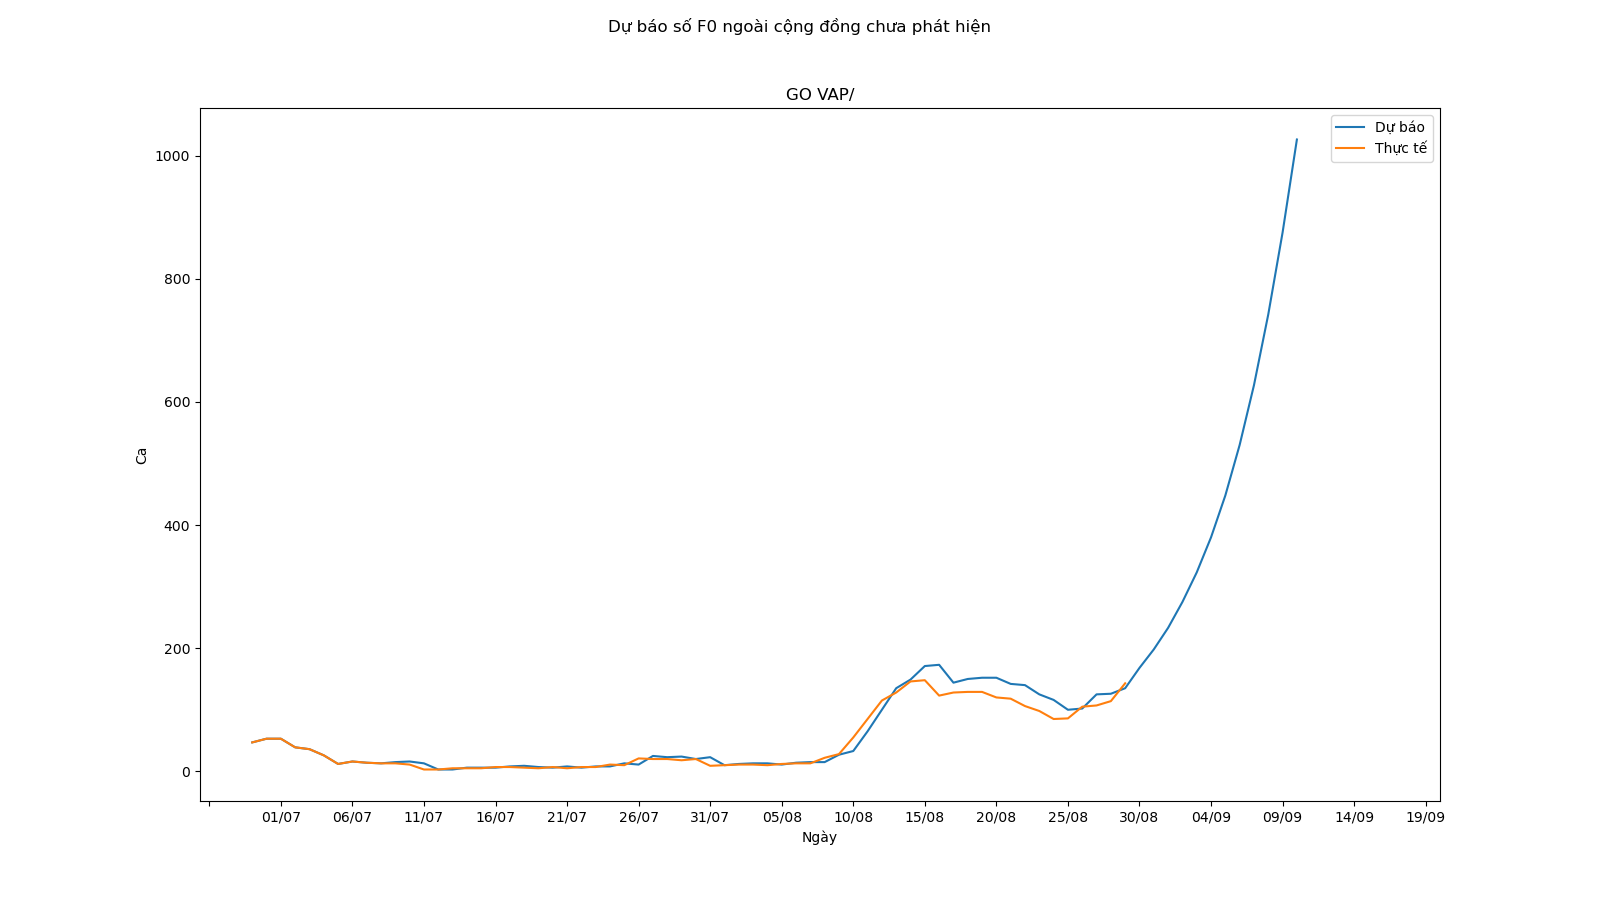 Dự báo số F0 ngoài cộng đồng chưa phát hiện
GO VAP/
Dự báo
Thực tế
1000
800
600
400
200
0
Ca
01/07 06/07 11/07 16/07 21/07 26/07 31/07 05/08 10/08 15/08 20/08 25/08 30/08 04/09 09/09 14/09 19/09
Ngày